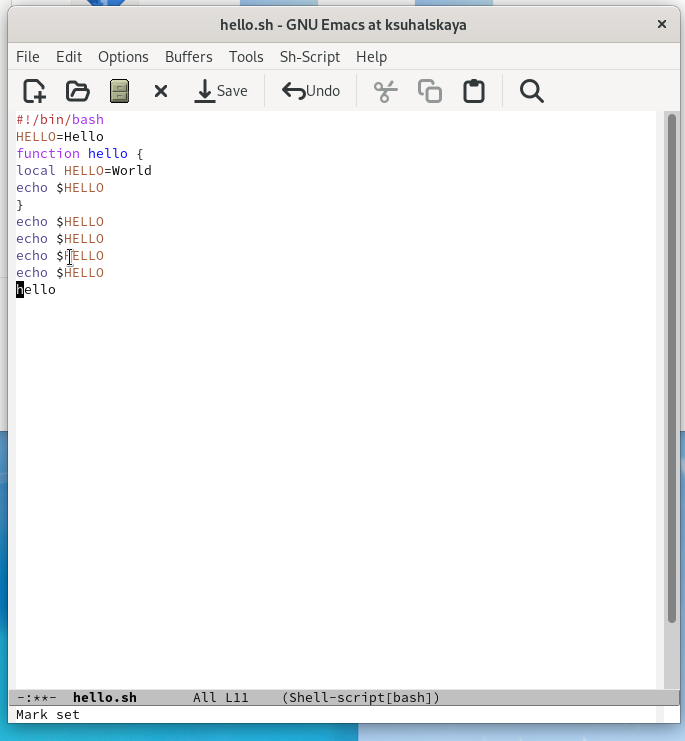 hello.sh - GNU Emacs at ksuhalskaya
File Edit Options Buffers Tools Sh-Script Help
Save Undo
#!/bin/bash
HELLO=Hello
function hello {
local HELLO=World
echo $HELLO
}
echo $HELLO
echo $HELLO
echo $HELLO
echo $HELLO
hello
-:**- hello.sh All L11 (Shell-script[bash])
Mark set